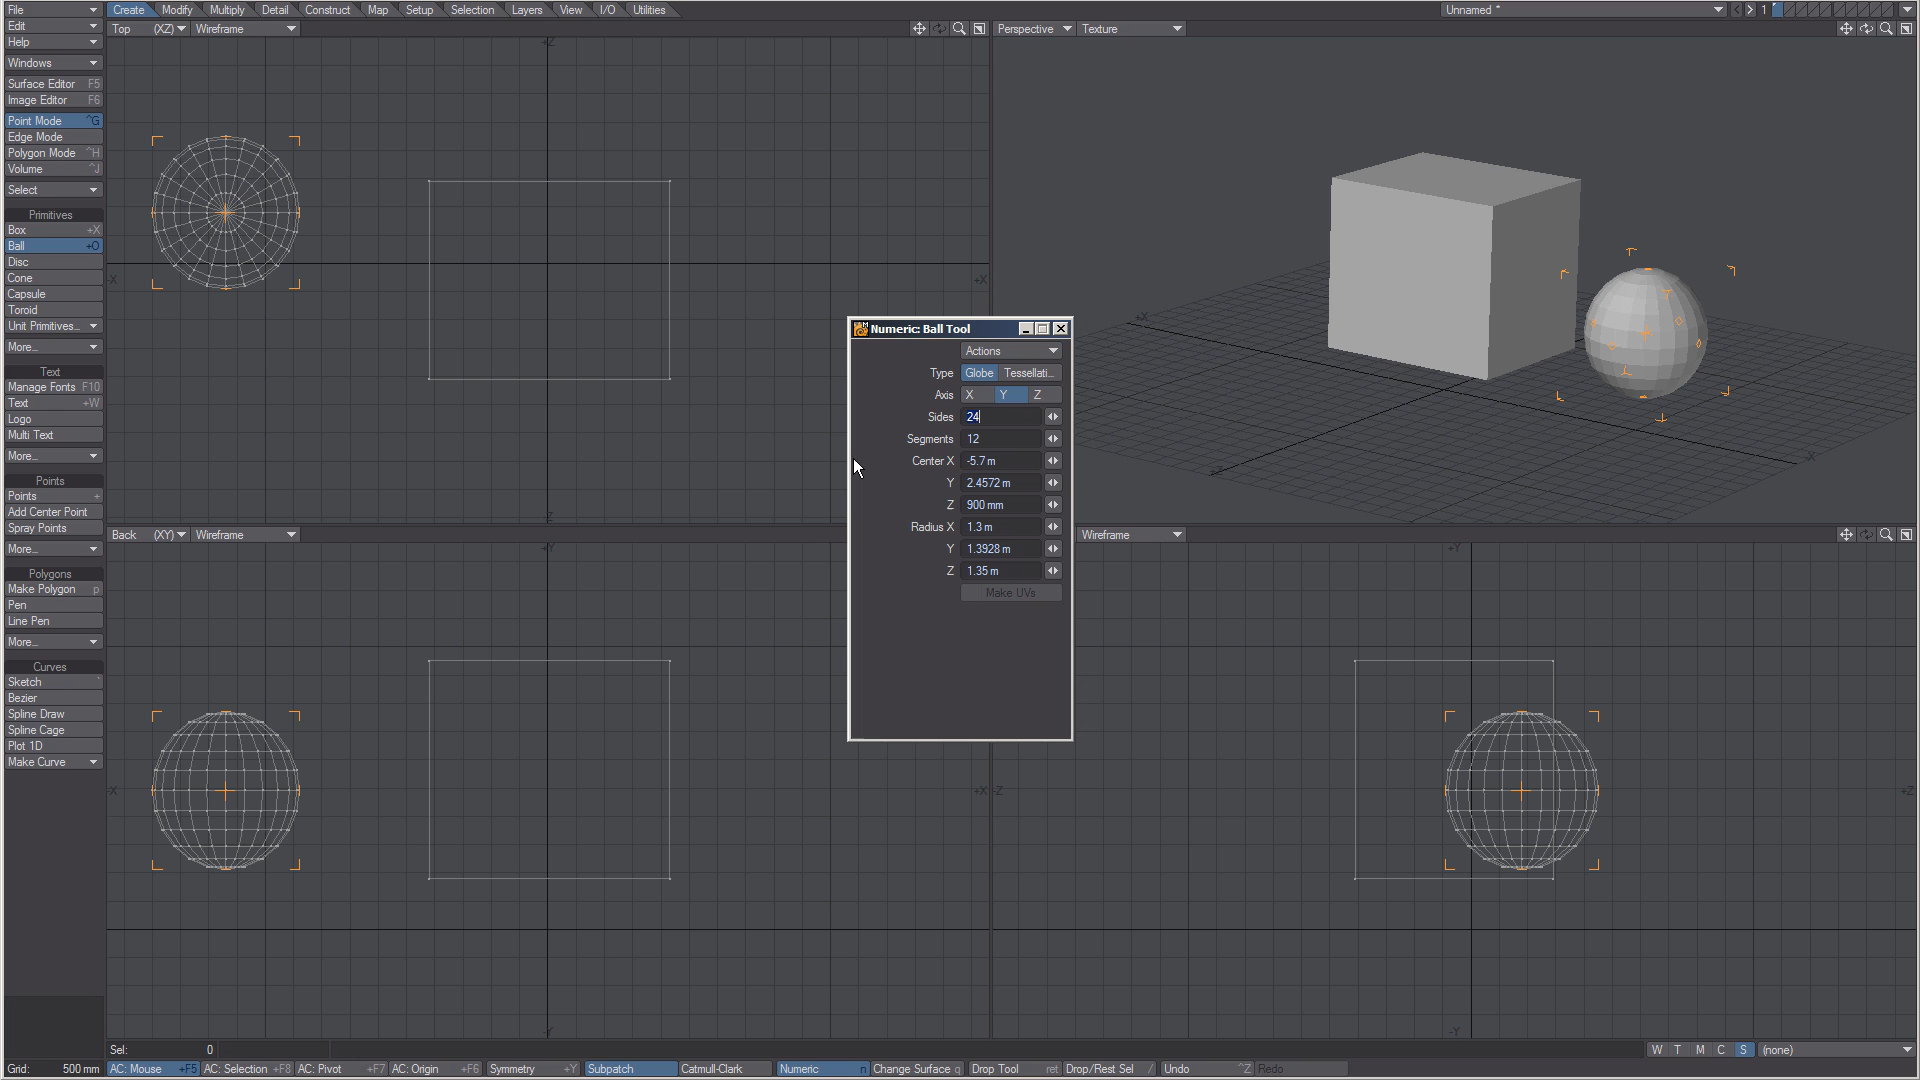 File Create Modify Multiply Detail Construct Map Setup Selection Layers View I/O Utilities Unnamed * 1
Edit
Help
Windows
Surface Editor F5
Image Editor F6
Point Mode ^G
Edge Mode
Polygon Mode ^H
Volume ^J
Select
Primitives
Box +X
Ball +O
Disc
Cone
Capsule
Toroid
Unit Primitives...
More...
Text
Manage Fonts F10
Text +W
Logo
Multi Text
More...
Points
Points +
Add Center Point
Spray Points
More...
Polygons
Make Polygon p
Pen
Line Pen
More...
Curves
Sketch `
Bezier
Spline Draw
Spline Cage
Plot 1D
Make Curve
Top (XZ) Wireframe
+Z
-X +X
-Z
Perspective Texture
+X
-X
+Z
Numeric: Ball Tool
Actions
Type Globe Tessellati...
Axis X Y Z
Sides 24
Segments 12
Center X -5.7 m
Y 2.4572 m
Z 900 mm
Radius X 1.3 m
Y 1.3928 m
Z 1.35 m
Make UVs
Back (XY) Wireframe
+Y
-X +X
-Y
Wireframe
+Y
-Z +Z
-Y
Sel: 0 W T M C S (none)
Grid: 500 mm AC: Mouse +F5 AC: Selection +F8 AC: Pivot +F7 AC: Origin +F6 Symmetry +Y Subpatch Catmull-Clark Numeric n Change Surface q Drop Tool ret Drop/Rest Sel / Undo ^Z Redo